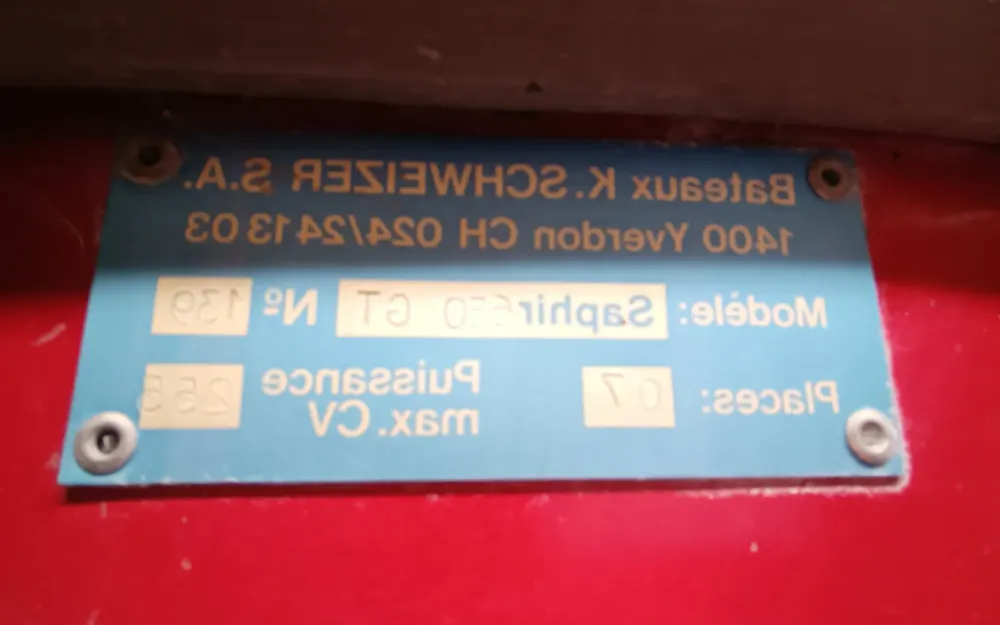 Bateaux K. SCHWEIZER S.A.
1400 Yverdon CH 024/24 13 03
Modèle: Saphir 650 GT Nº 139
Places: 07 Puissance max. CV 255